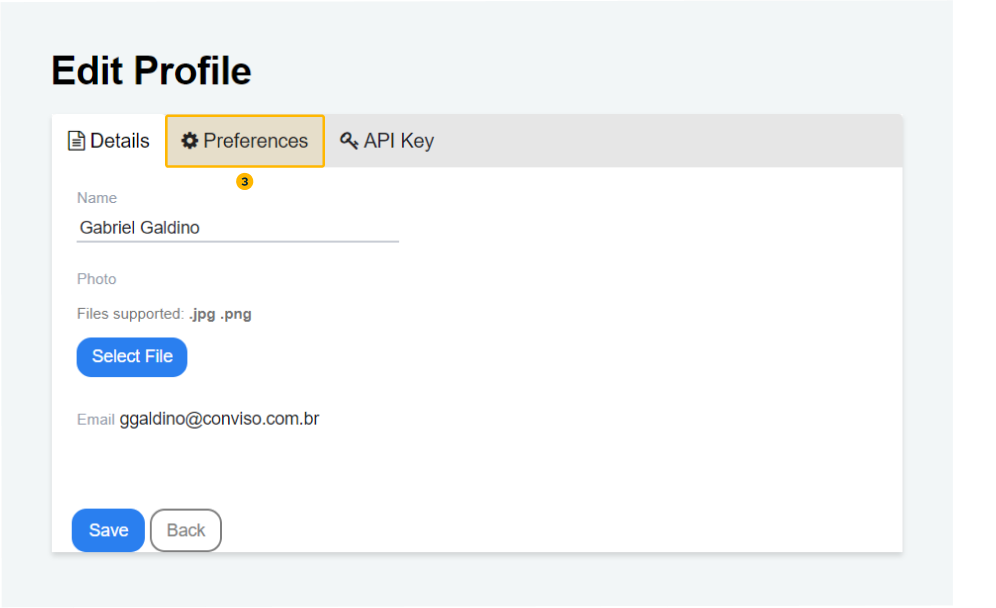 Edit Profile
Details Preferences API Key
3
Name
Gabriel Galdino
Photo
Files supported: .jpg .png
Select File
Email ggaldino@conviso.com.br
Save Back